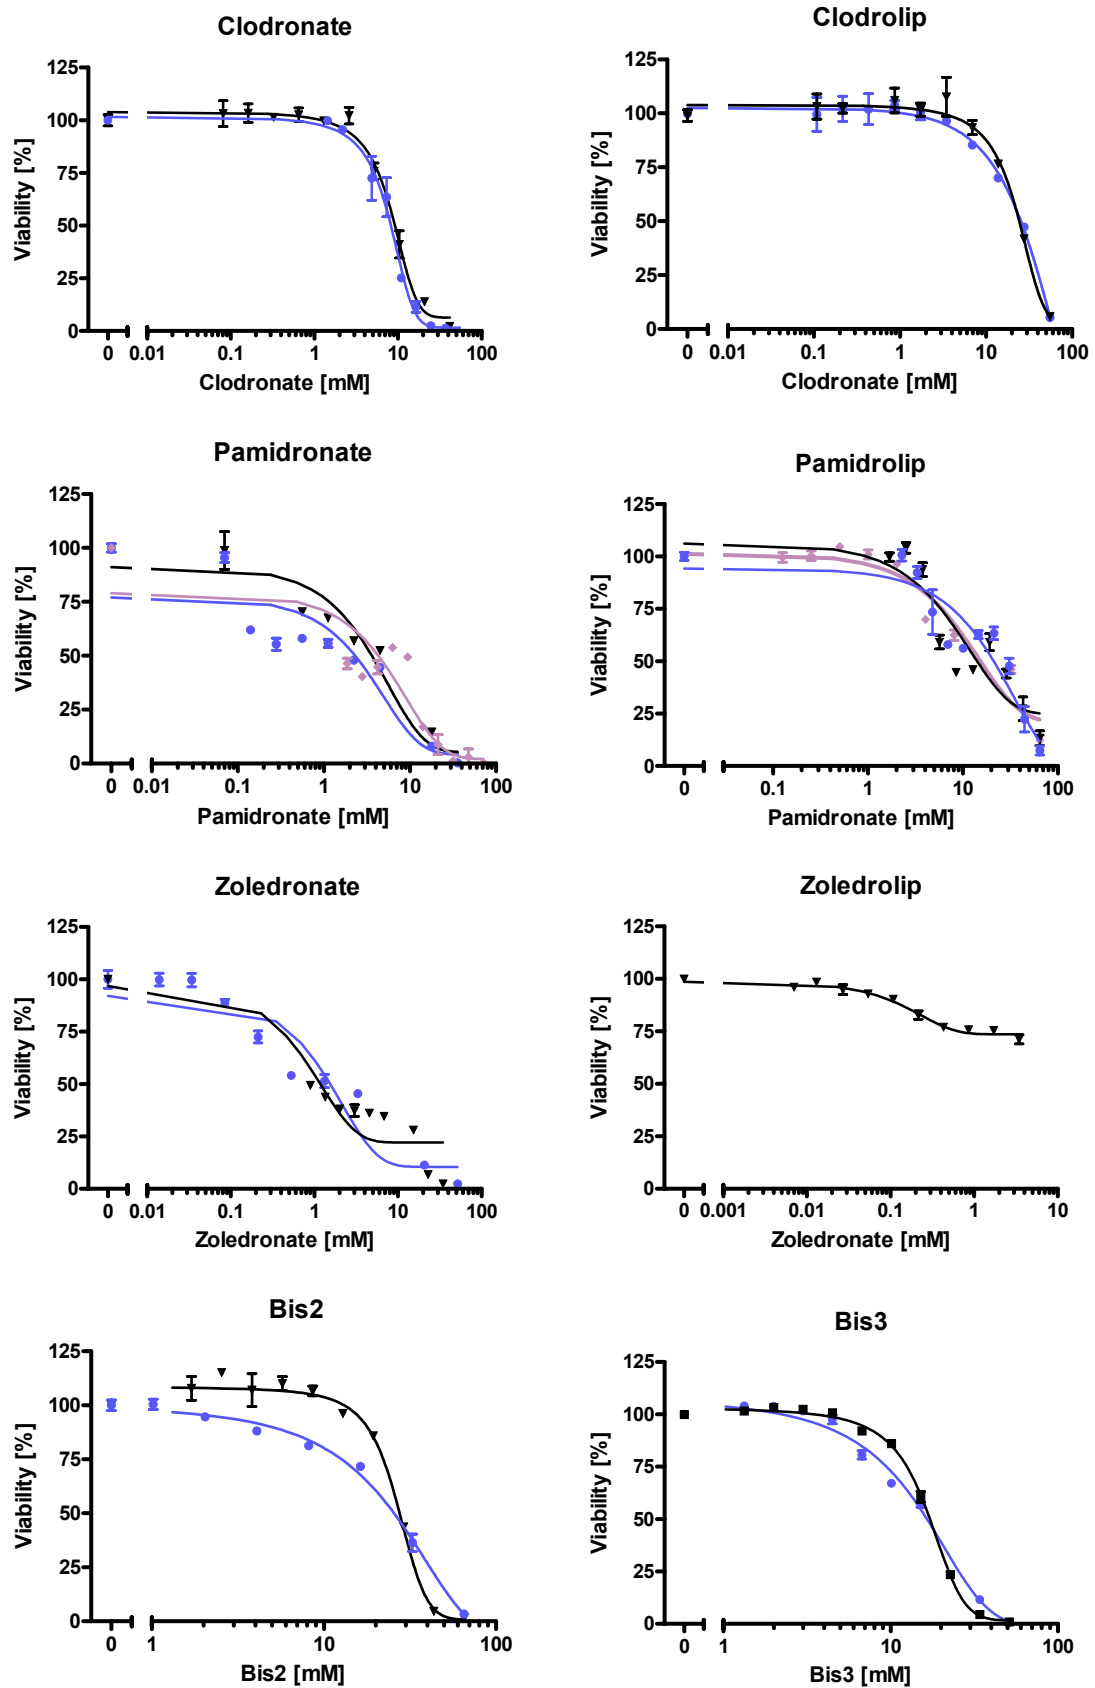 Clodronate
125
100
75
50
25
0
Viability [%]
0 0.01 0.1 1 10 100
Clodronate [mM]
Clodrolip
125
100
75
50
25
0
Viability [%]
0 0.01 0.1 1 10 100
Clodronate [mM]
Pamidronate
125
100
75
50
25
0
Viability [%]
0 0.01 0.1 1 10 100
Pamidronate [mM]
Pamidrolip
125
100
75
50
25
0
Viability [%]
0 0.1 1 10 100
Pamidronate [mM]
Zoledronate
125
100
75
50
25
0
Viability [%]
0 0.01 0.1 1 10 100
Zoledronate [mM]
Zoledrolip
125
100
75
50
25
0
Viability [%]
0 0.001 0.01 0.1 1 10
Zoledronate [mM]
Bis2
125
100
75
50
25
0
Viability [%]
0 1 10 100
Bis2 [mM]
Bis3
125
100
75
50
25
0
Viability [%]
0 1 10 100
Bis3 [mM]